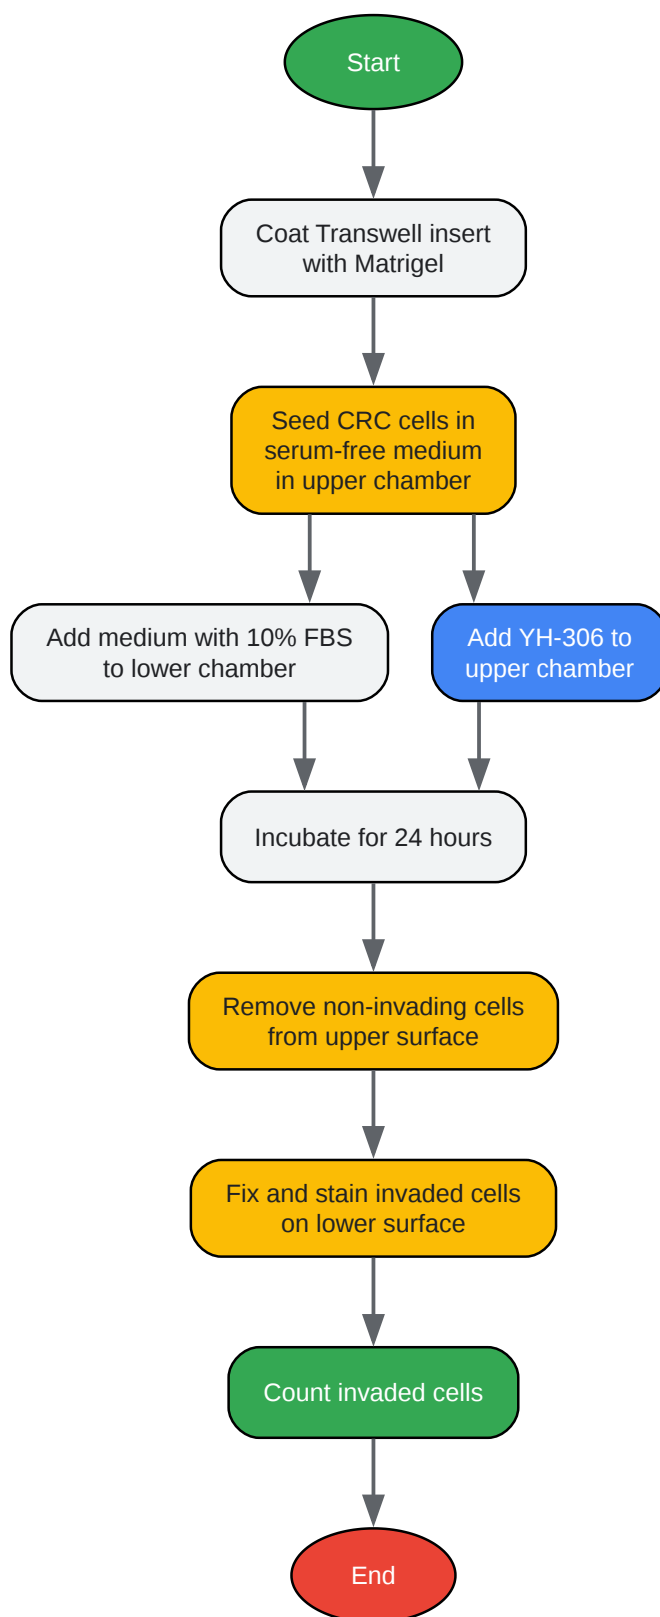 Start
Coat Transwell insert
with Matrigel
Seed CRC cells in
serum-free medium
in upper chamber
Add medium with 10% FBS
to lower chamber
Add YH-306 to
upper chamber
Incubate for 24 hours
Remove non-invading cells
from upper surface
Fix and stain invaded cells
on lower surface
Count invaded cells
End